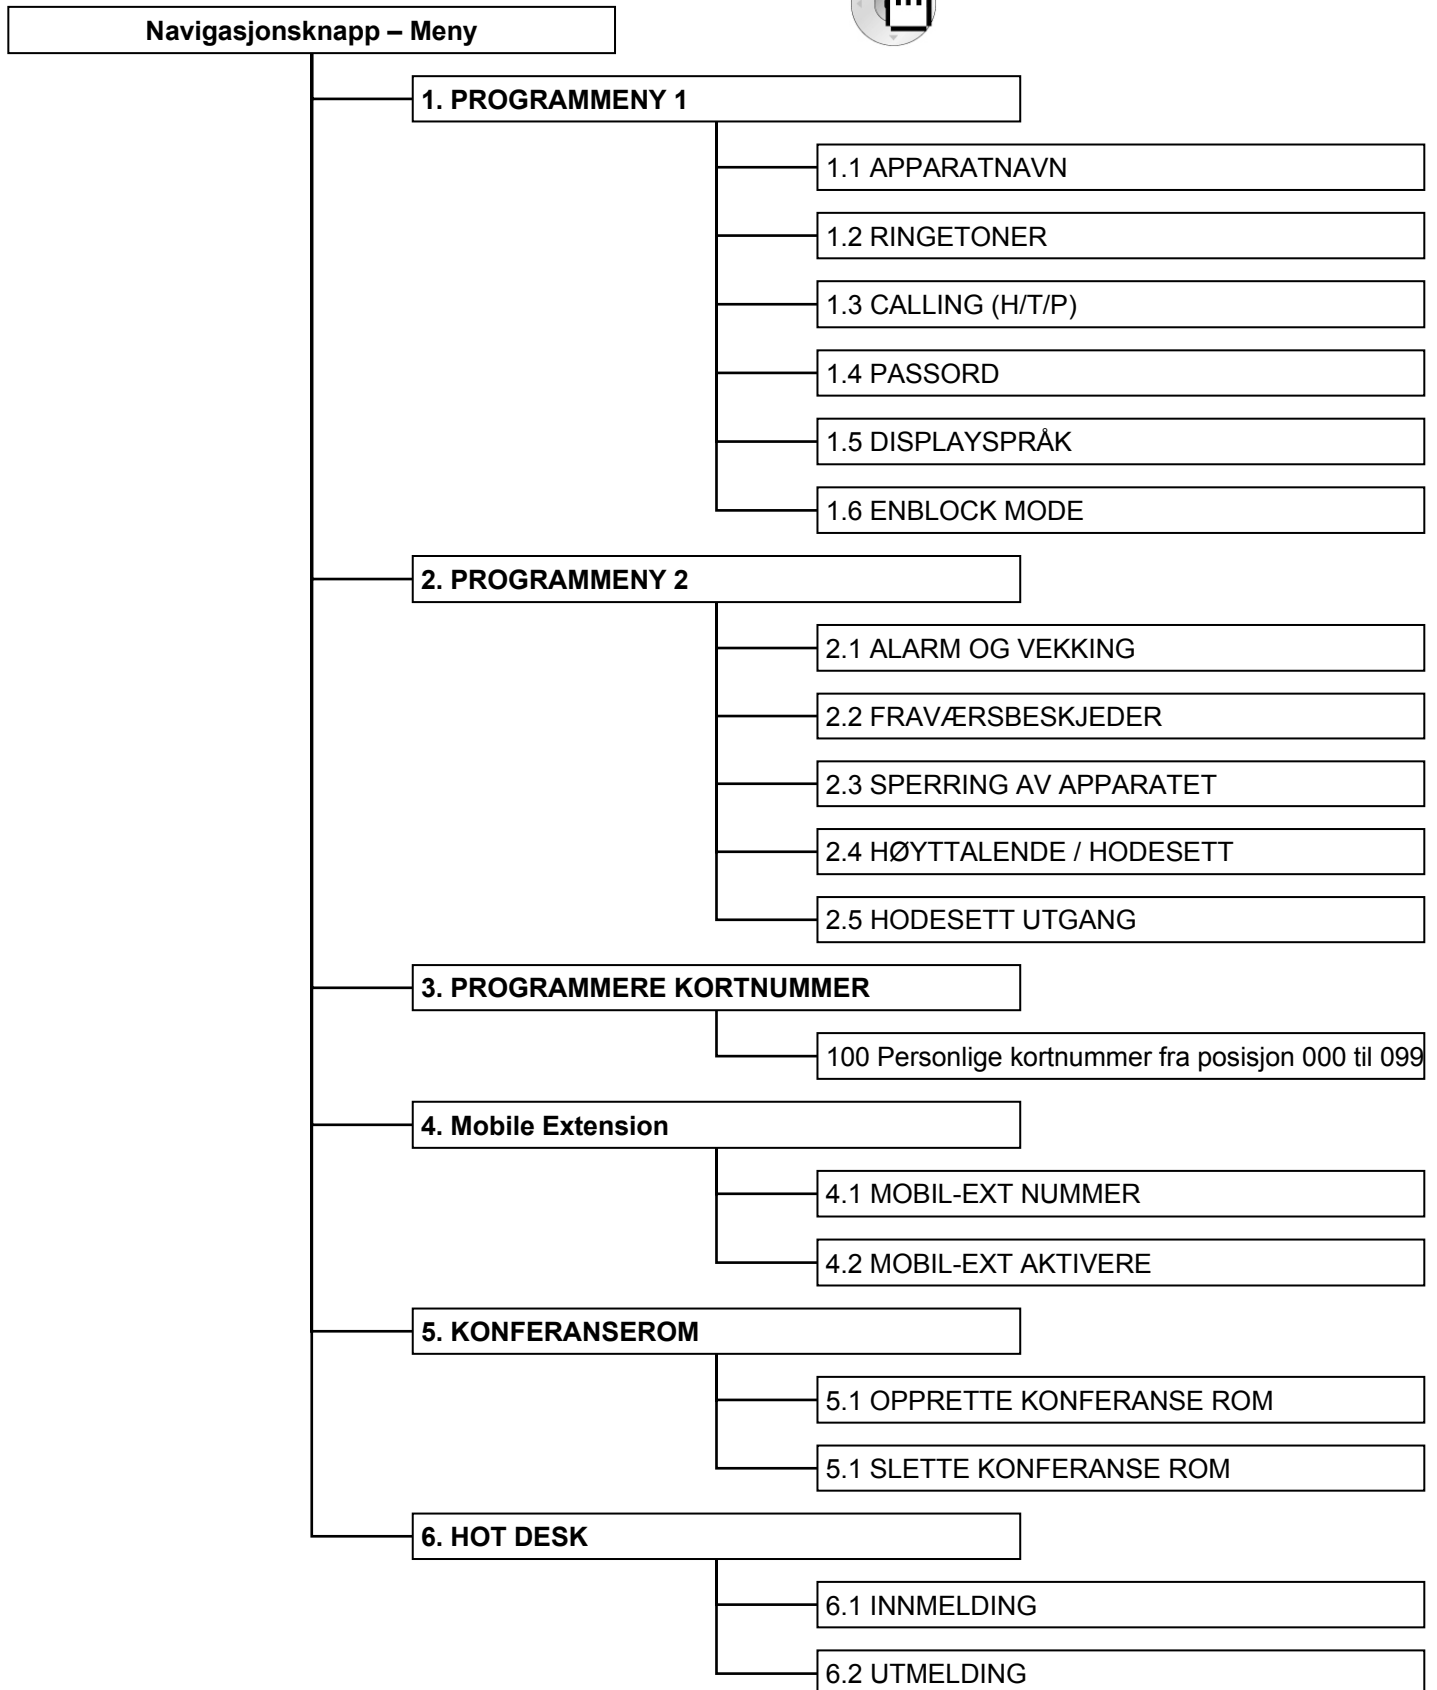 Navigasjonsknapp – Meny
1. PROGRAMMENY 1
1.1 APPARATNAVN
1.2 RINGETONER
1.3 CALLING (H/T/P)
1.4 PASSORD
1.5 DISPLAYSPRÅK
1.6 ENBLOCK MODE
2. PROGRAMMENY 2
2.1 ALARM OG VEKKING
2.2 FRAVÆRSBESKJEDER
2.3 SPERRING AV APPARATET
2.4 HØYTTALENDE / HODESETT
2.5 HODESETT UTGANG
3. PROGRAMMERE KORTNUMMER
100 Personlige kortnummer fra posisjon 000 til 099
4. Mobile Extension
4.1 MOBIL-EXT NUMMER
4.2 MOBIL-EXT AKTIVERE
5. KONFERANSEROM
5.1 OPPRETTE KONFERANSE ROM
5.1 SLETTE KONFERANSE ROM
6. HOT DESK
6.1 INNMELDING
6.2 UTMELDING